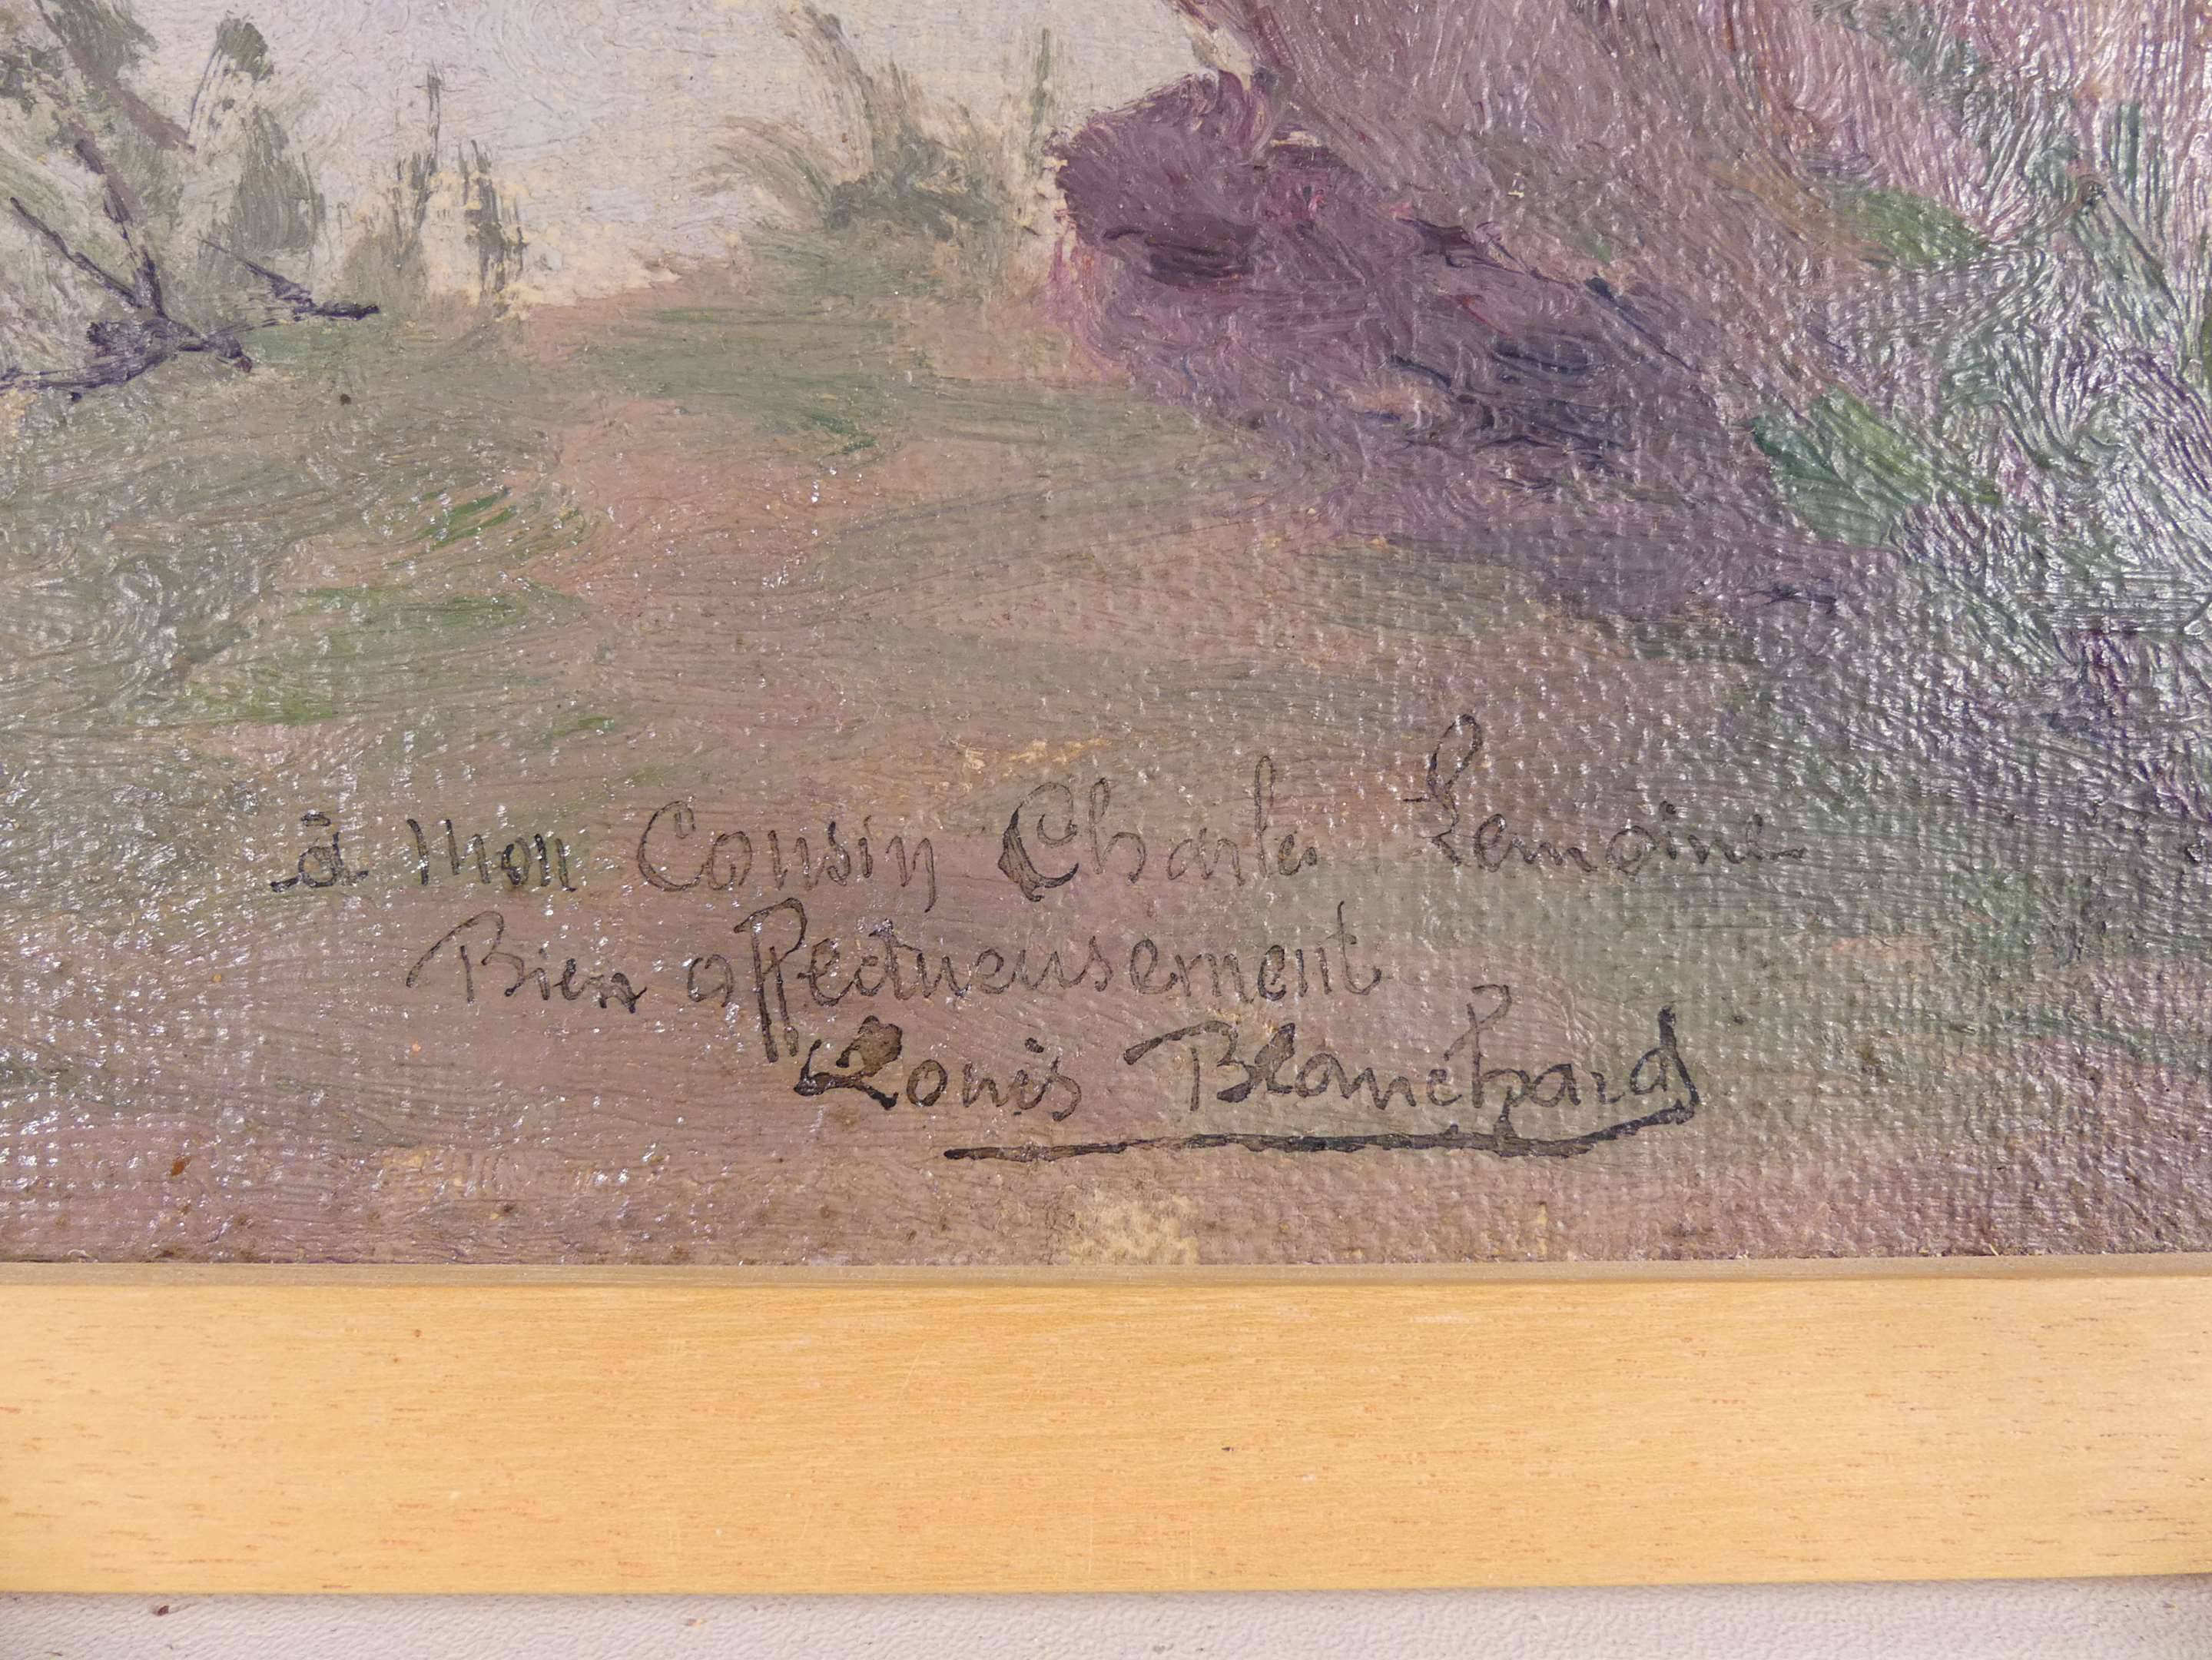 à mon Cousin Charles Lemoine
Bien affectueusement
Louis Blanchard